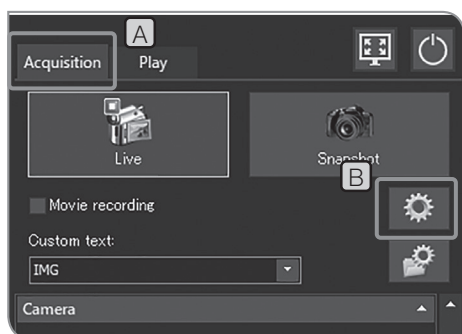 A
Acquisition
Play
Live
Snapshot
B
Movie recording
Custom text:
IMG
Camera